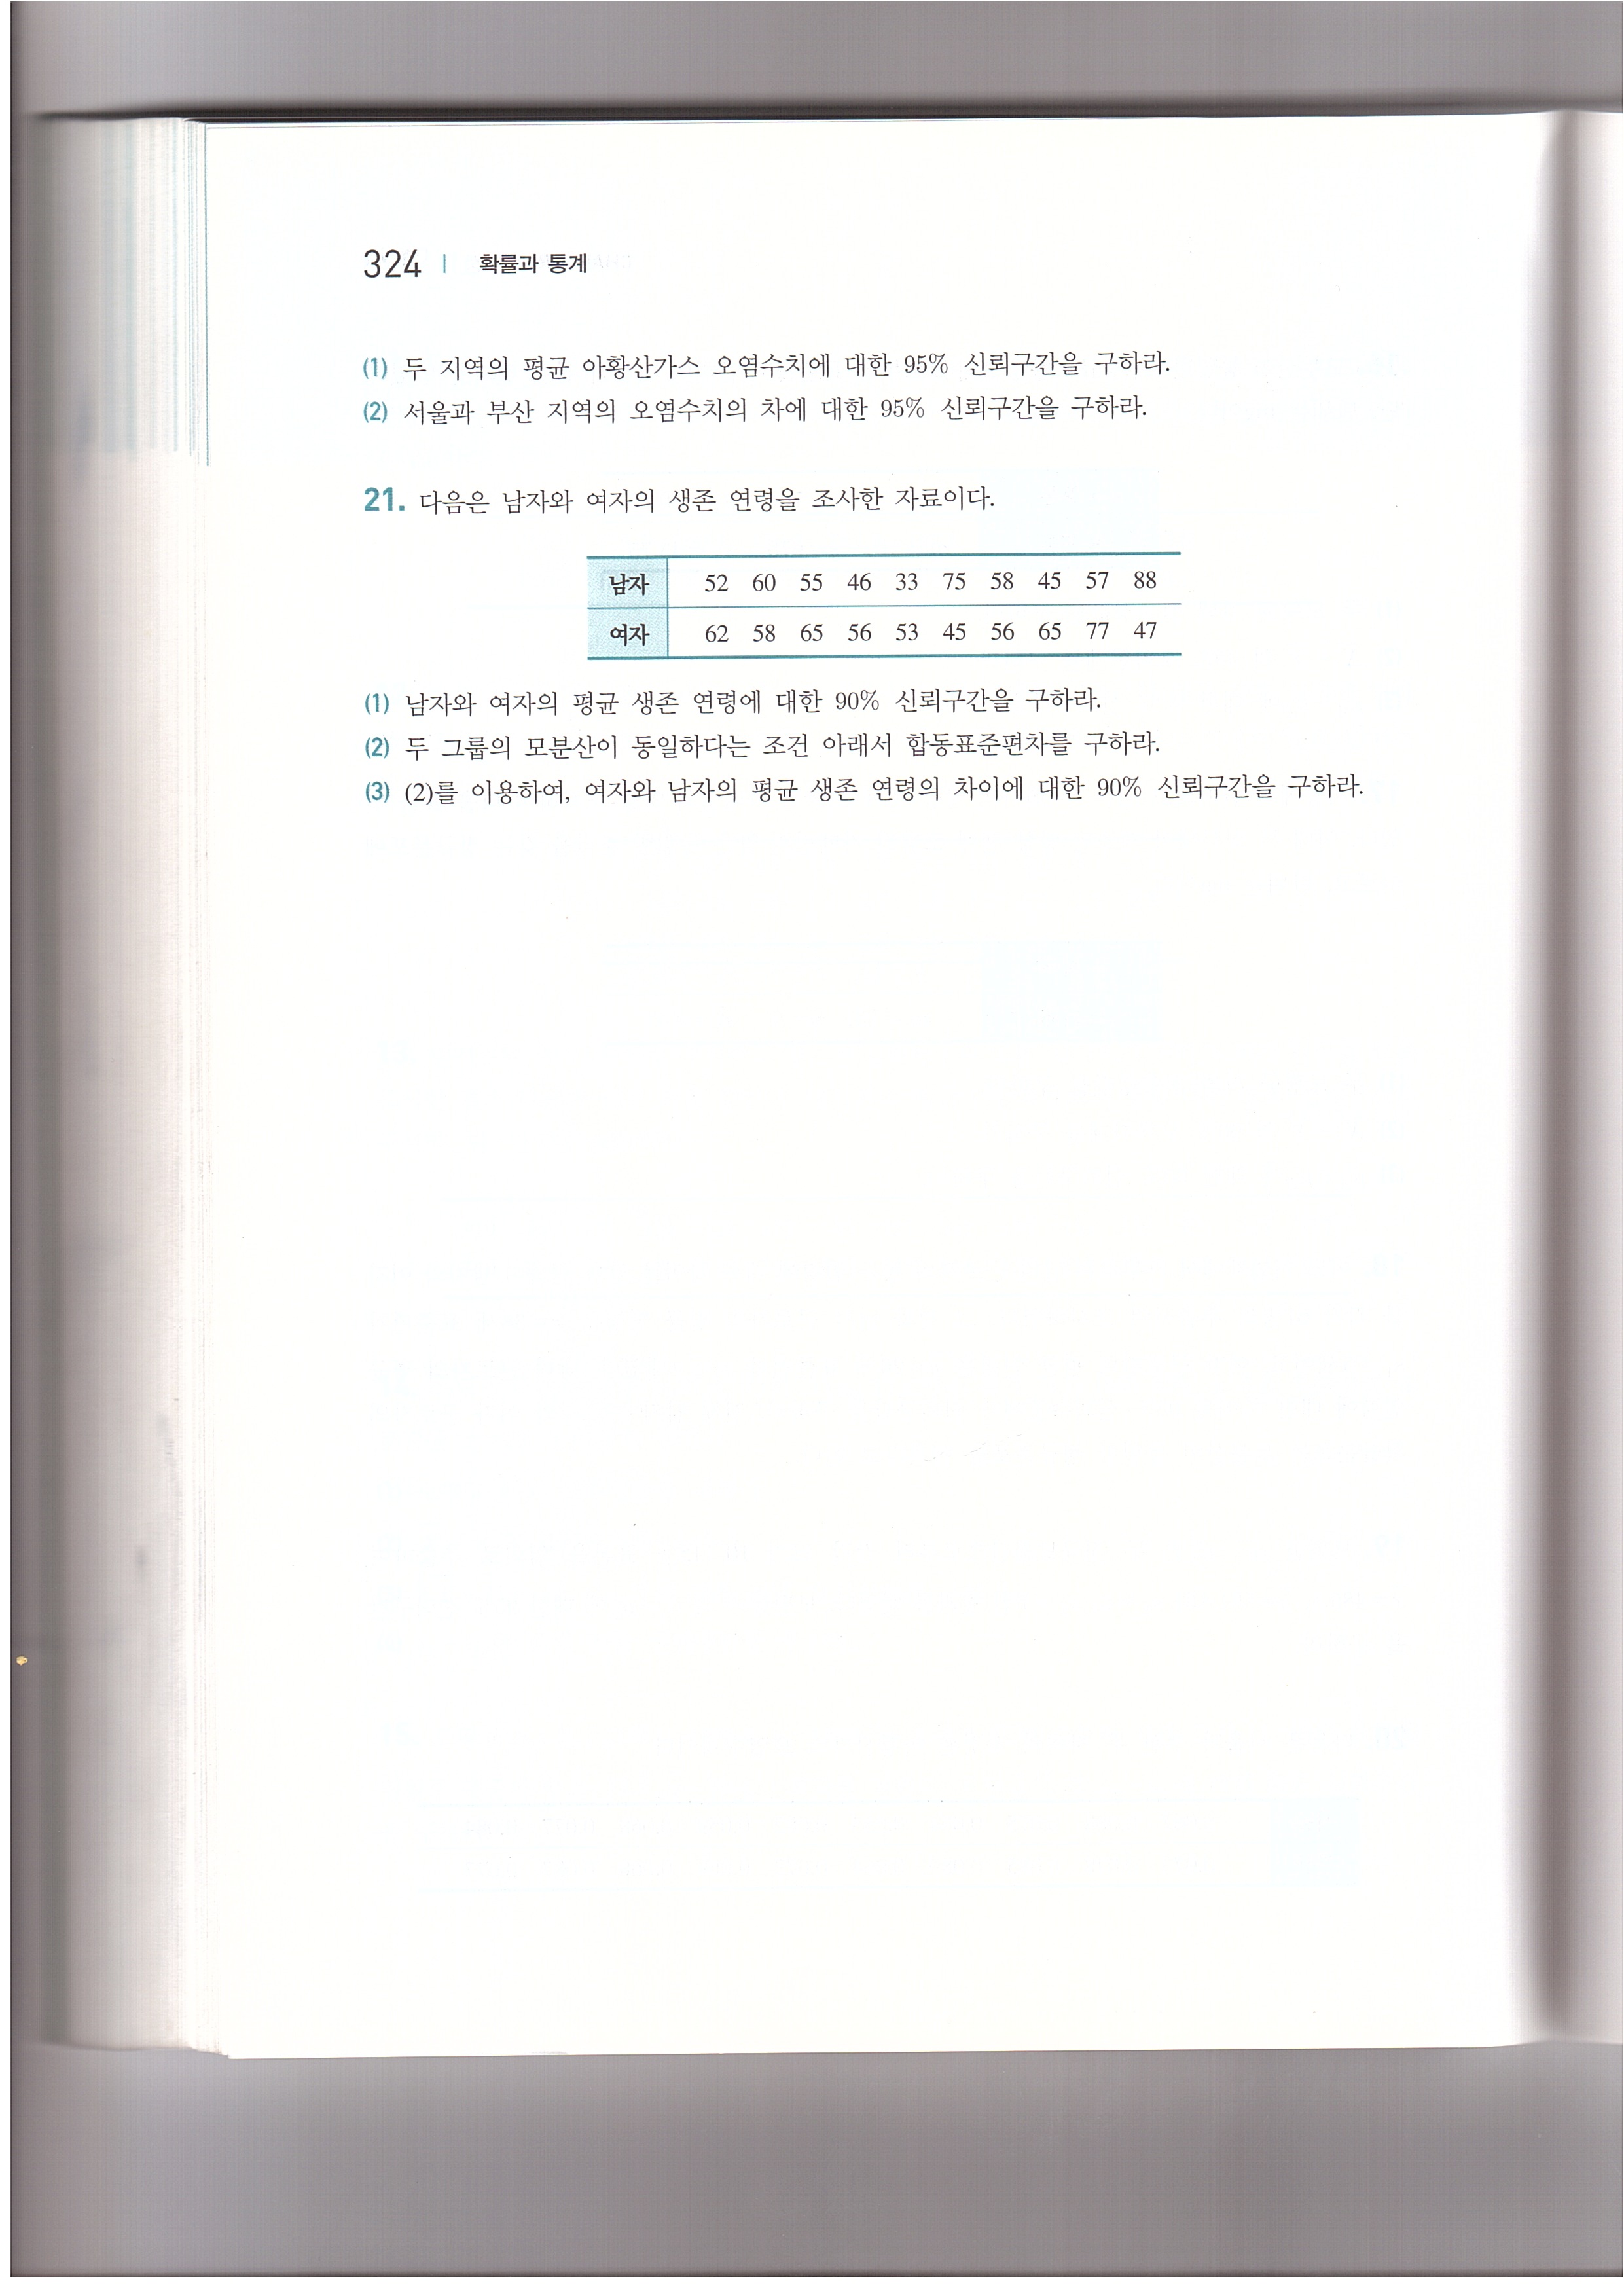 324 | 확률과 통계
(1) 두 지역의 평균 아황산가스 오염수치에 대한 95% 신뢰구간을 구하라.
(2) 서울과 부산 지역의 오염수치의 차에 대한 95% 신뢰구간을 구하라.
21. 다음은 남자와 여자의 생존 연령을 조사한 자료이다.
남자 52 60 55 46 33 75 58 45 57 88
여자 62 58 65 56 53 45 56 65 77 47
(1) 남자와 여자의 평균 생존 연령에 대한 90% 신뢰구간을 구하라.
(2) 두 그룹의 모분산이 동일하다는 조건 아래서 합동표준편차를 구하라.
(3) (2)를 이용하여, 여자와 남자의 평균 생존 연령의 차이에 대한 90% 신뢰구간을 구하라.